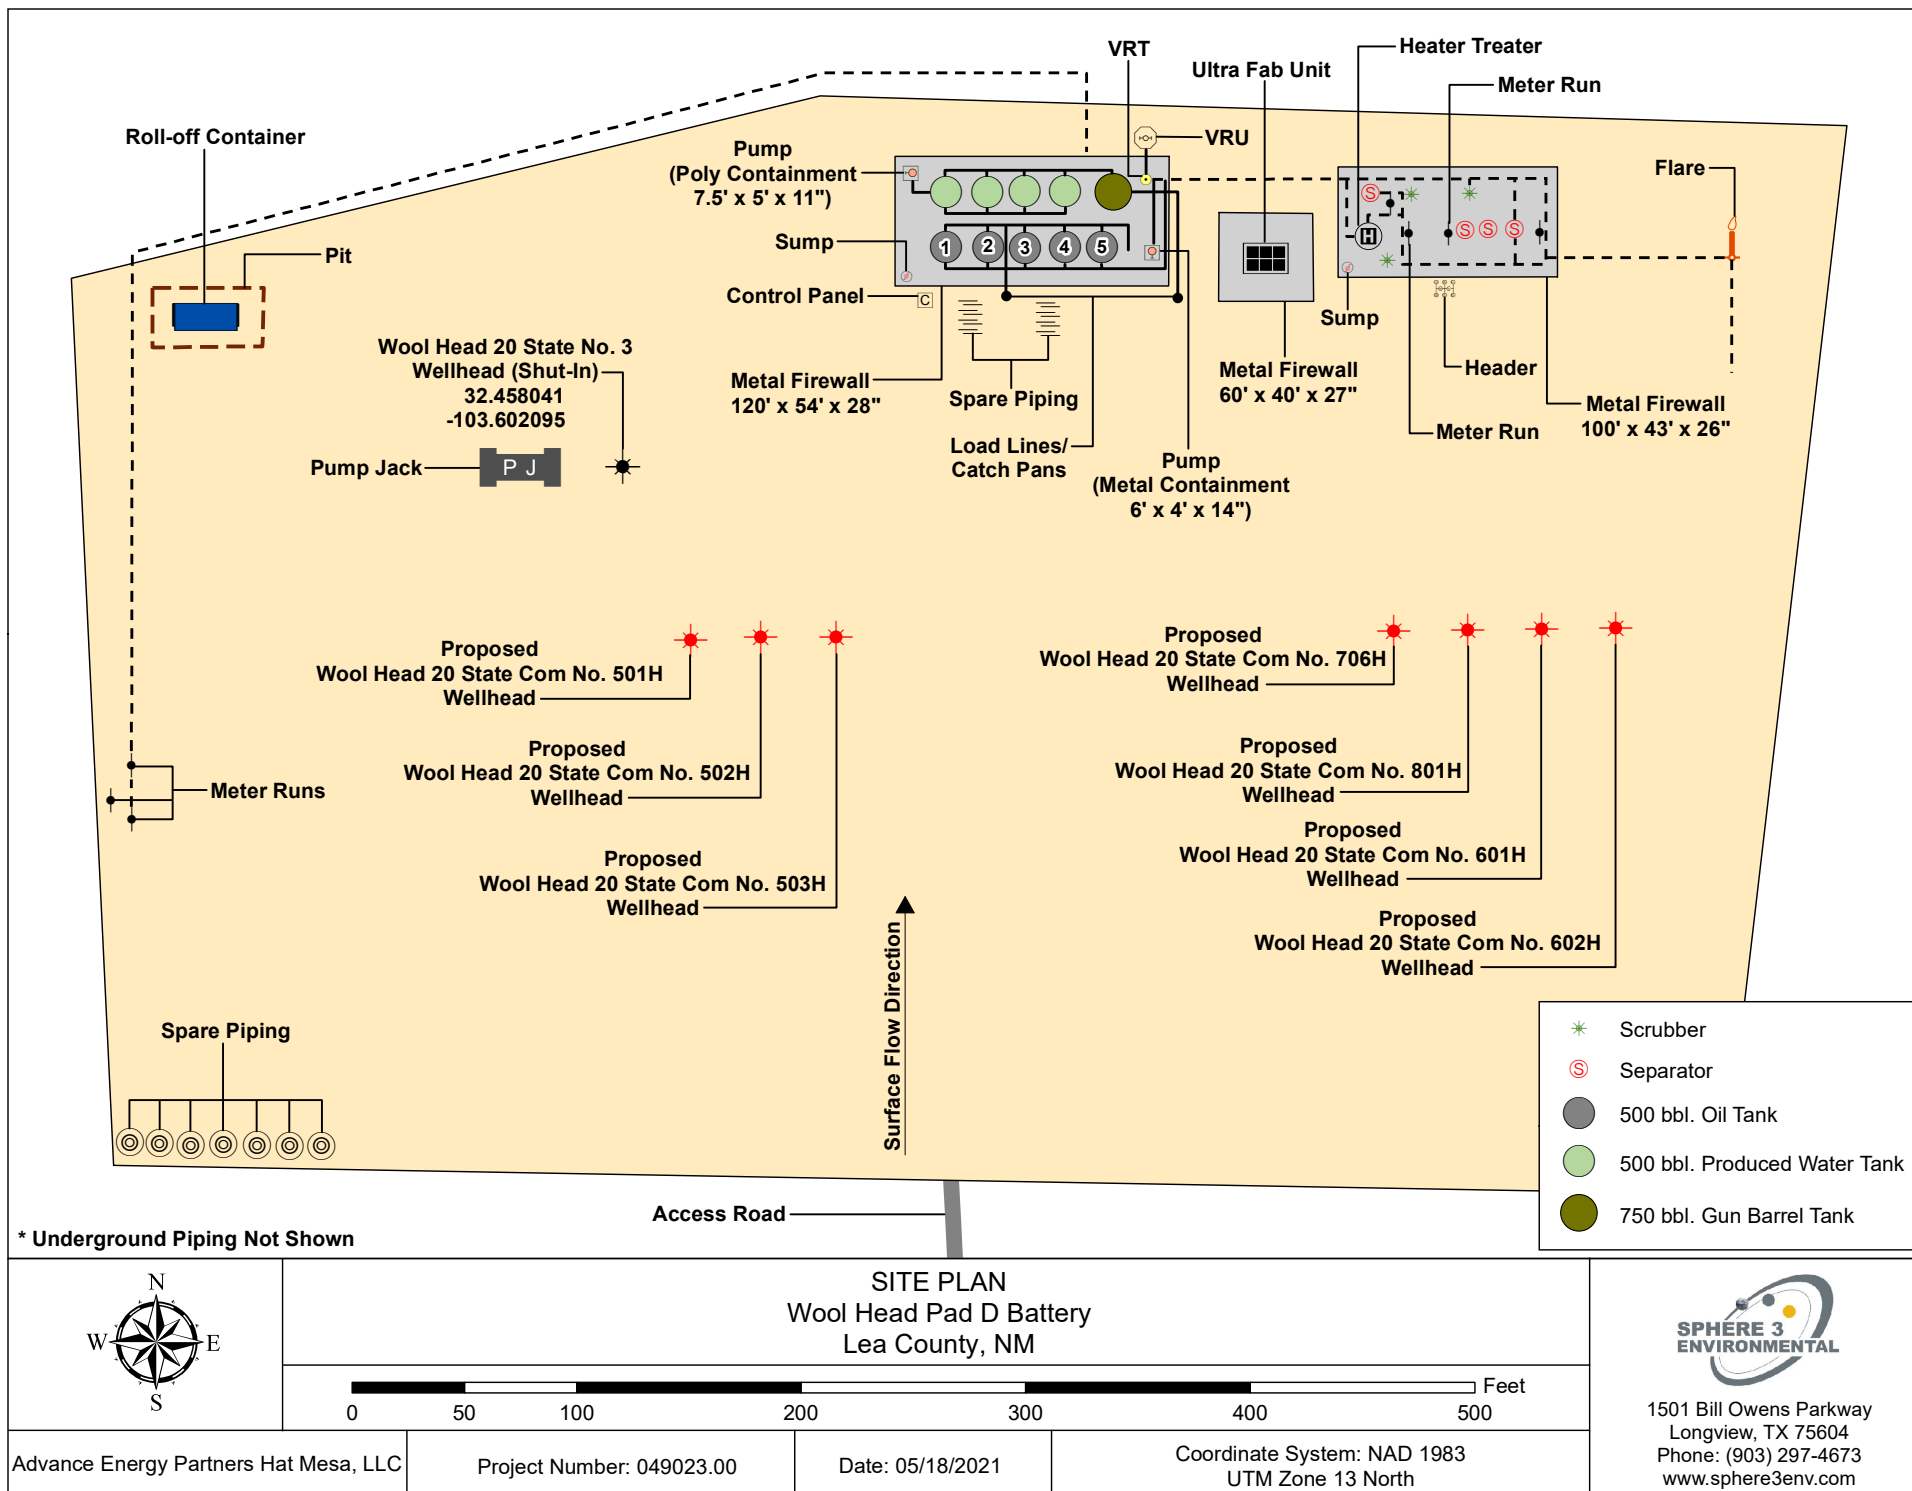 VRT
Heater Treater
Ultra Fab Unit
Meter Run
Roll-off Container
VRU
Pump
(Poly Containment
7.5' x 5' x 11")
Flare
S
S
S
S
H
Sump
1
2
3
4
5
Pit
Control Panel
C
Sump
Wool Head 20 State No. 3
Wellhead (Shut-In)
32.458041
-103.602095
Metal Firewall
120' x 54' x 28"
Spare Piping
Metal Firewall
60' x 40' x 27"
Header
Metal Firewall
100' x 43' x 26"
Meter Run
Load Lines/
Catch Pans
Pump
(Metal Containment
6' x 4' x 14")
Pump Jack
P J
Proposed
Wool Head 20 State Com No. 501H
Wellhead
Proposed
Wool Head 20 State Com No. 706H
Wellhead
Proposed
Wool Head 20 State Com No. 502H
Wellhead
Proposed
Wool Head 20 State Com No. 801H
Wellhead
Meter Runs
Proposed
Wool Head 20 State Com No. 503H
Wellhead
Proposed
Wool Head 20 State Com No. 601H
Wellhead
Proposed
Wool Head 20 State Com No. 602H
Wellhead
Surface Flow Direction
Spare Piping
Scrubber
S Separator
500 bbl. Oil Tank
500 bbl. Produced Water Tank
750 bbl. Gun Barrel Tank
Access Road
* Underground Piping Not Shown
N
W E
S
SITE PLAN
Wool Head Pad D Battery
Lea County, NM
Feet
0 50 100 200 300 400 500
SPHERE 3
ENVIRONMENTAL
1501 Bill Owens Parkway
Longview, TX 75604
Phone: (903) 297-4673
www.sphere3env.com
Advance Energy Partners Hat Mesa, LLC
Project Number: 049023.00
Date: 05/18/2021
Coordinate System: NAD 1983
UTM Zone 13 North